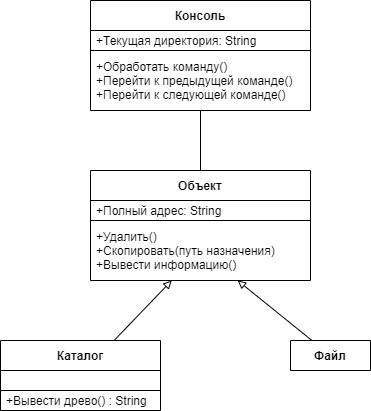 Консоль
+Текущая директория: String
+Обработать команду()
+Перейти к предыдущей команде()
+Перейти к следующей команде()
Объект
+Полный адрес: String
+Удалить()
+Скопировать(путь назначения)
+Вывести информацию()
Каталог
+Вывести древо() : String
Файл